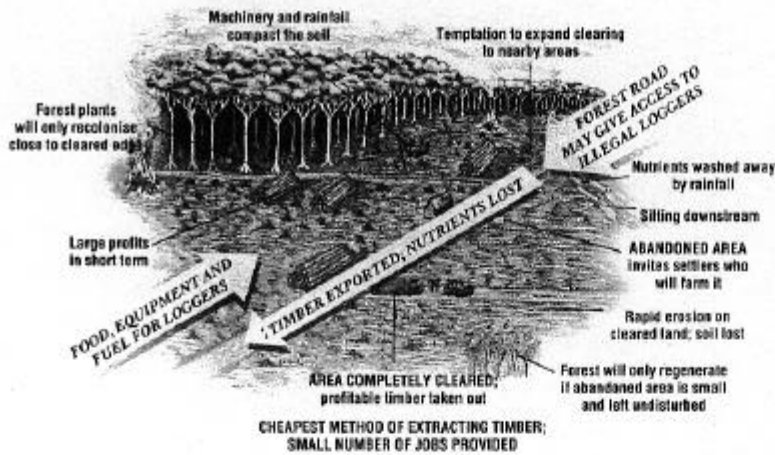 Machinery and rainfall
compact the soil
Temptation to expand clearing
to nearby areas
Forest plants
will only recolonise
close to cleared edge
FOREST ROAD
MAY GIVE ACCESS TO
ILLEGAL LOGGERS
Nutrients washed away
by rainfall
Silting downstream
Large profits
in short term
ABANDONED AREA
invites settlers who
will farm it
FOOD, EQUIPMENT AND
FUEL FOR LOGGERS
TIMBER EXPORTED, NUTRIENTS LOST
Rapid erosion on
cleared land; soil lost
AREA COMPLETELY CLEARED;
profitable timber taken out
Forest will only regenerate
if abandoned area is small
and left undisturbed
CHEAPEST METHOD OF EXTRACTING TIMBER;
SMALL NUMBER OF JOBS PROVIDED